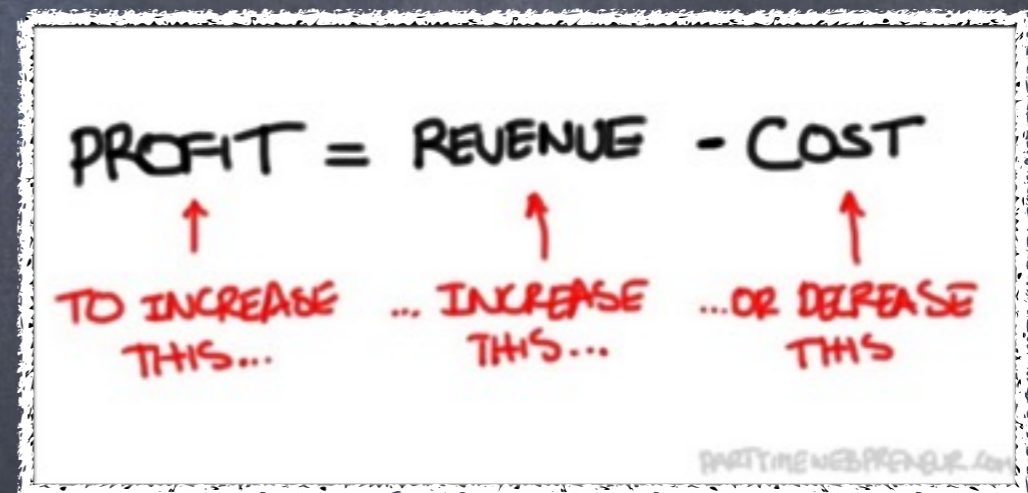 PROFIT = REVENUE - COST
TO INCREASE THIS...
... INCREASE THIS...
...OR DECREASE THIS
PARTTIMEWEBPRENEUR.COM